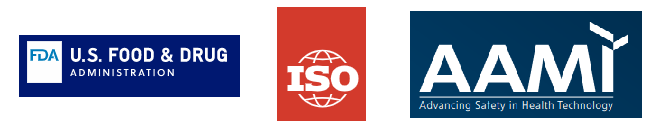 FDA
U.S. FOOD & DRUG
ADMINISTRATION
ISO
AAMI
Advancing Safety in Health Technology